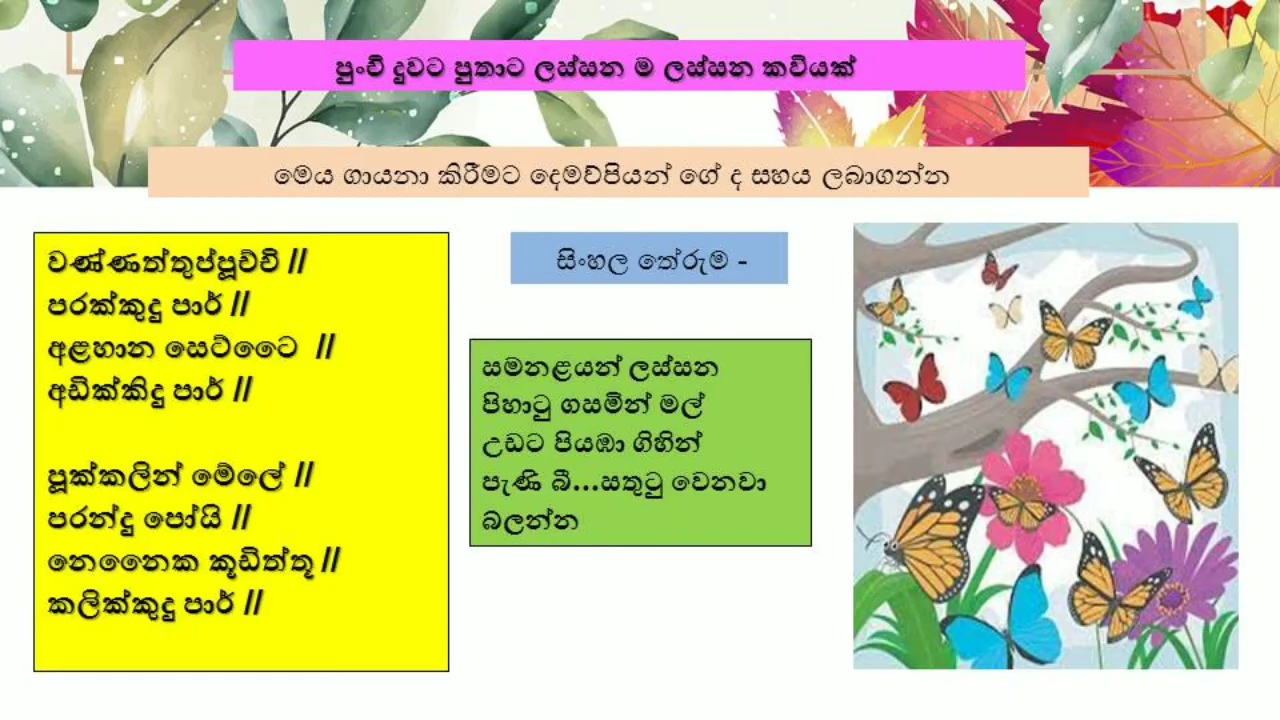 පුංචි දුවට පුතාට ලස්සන ම ලස්සන කවියක්
මෙය ගායනා කිරීමට දෙමව්පියන් ගේ ද සහය ලබාගන්න
වණ්ණත්තුප්පූච්චි //
පරක්කුදු පාර් //
අළහාන සෙට්ටෛ //
අඩික්කිදු පාර් //
පූක්කලින් මේලේ //
පරන්දු පෝයි //
නෙනෛක කූඩිත්තූ //
කලික්කුදු පාර් //
සිංහල තේරුම -
සමනළයන් ලස්සන
පිහාටු ගසමින් මල්
උඩට පියඹා ගිහින්
පැණි බී...සතුටු වෙනවා
බලන්න